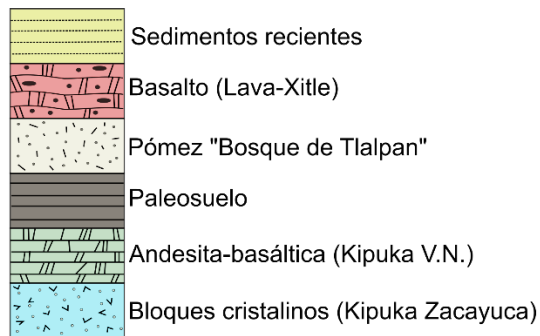 Sedimentos recientes
Basalto (Lava-Xitle)
Pómez "Bosque de Tlalpan"
Paleosuelo
Andesita-basáltica (Kipuka V.N.)
Bloques cristalinos (Kipuka Zacayuca)